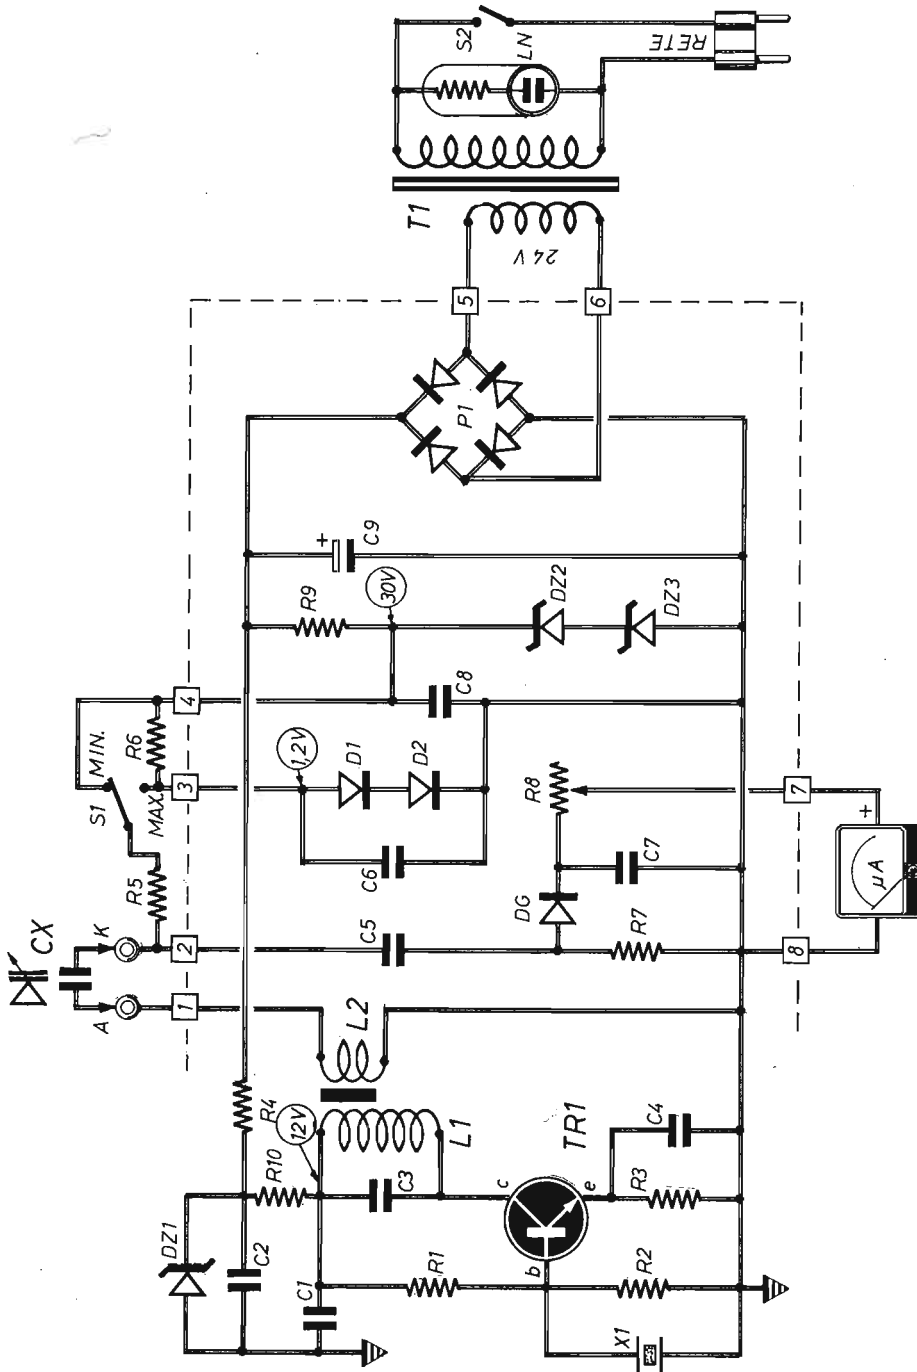 DZ1
C2
R4
R10
12V
C1
C3
L1
L2
R1
c
b
e
TR1
R2
R3
C4
X1
CX
A
K
1
2
R5
S1
MIN.
MAX.
R6
3
4
1,2V
D1
D2
C6
C8
C5
DG
R7
C7
R8
R9
30V
+
C9
DZ2
DZ3
P1
5
6
24V
T1
S2
LN
RETE
7
8
+
µA